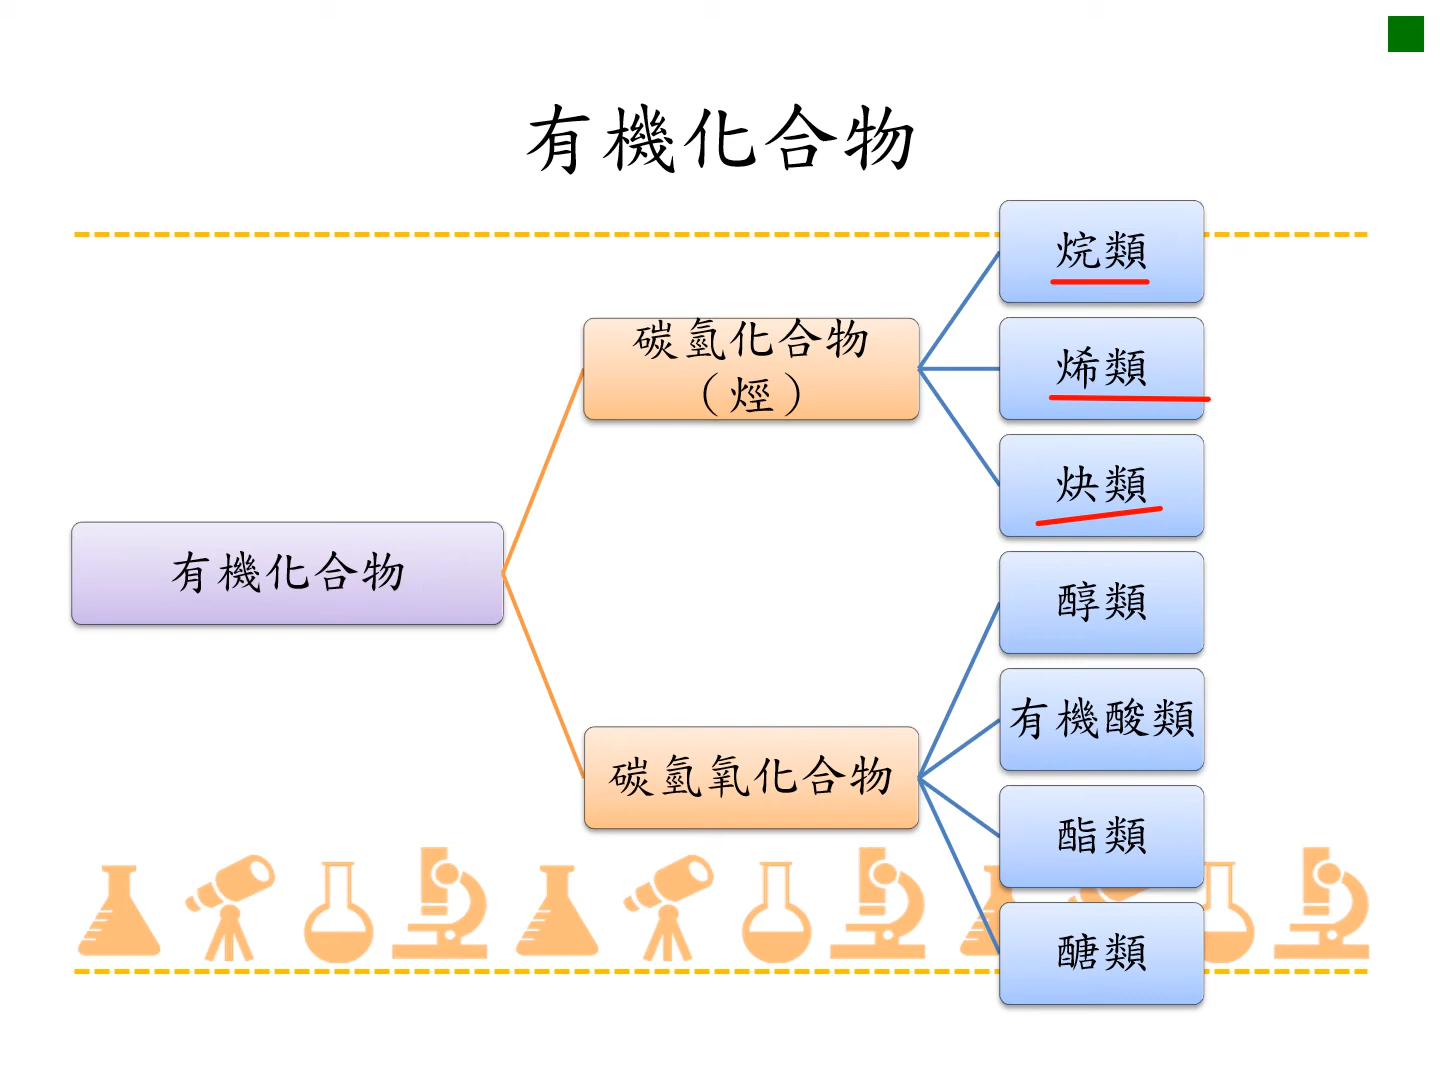 有機化合物
烷類
碳氫化合物
（烴）
烯類
炔類
有機化合物
醇類
有機酸類
碳氫氧化合物
酯類
醣類